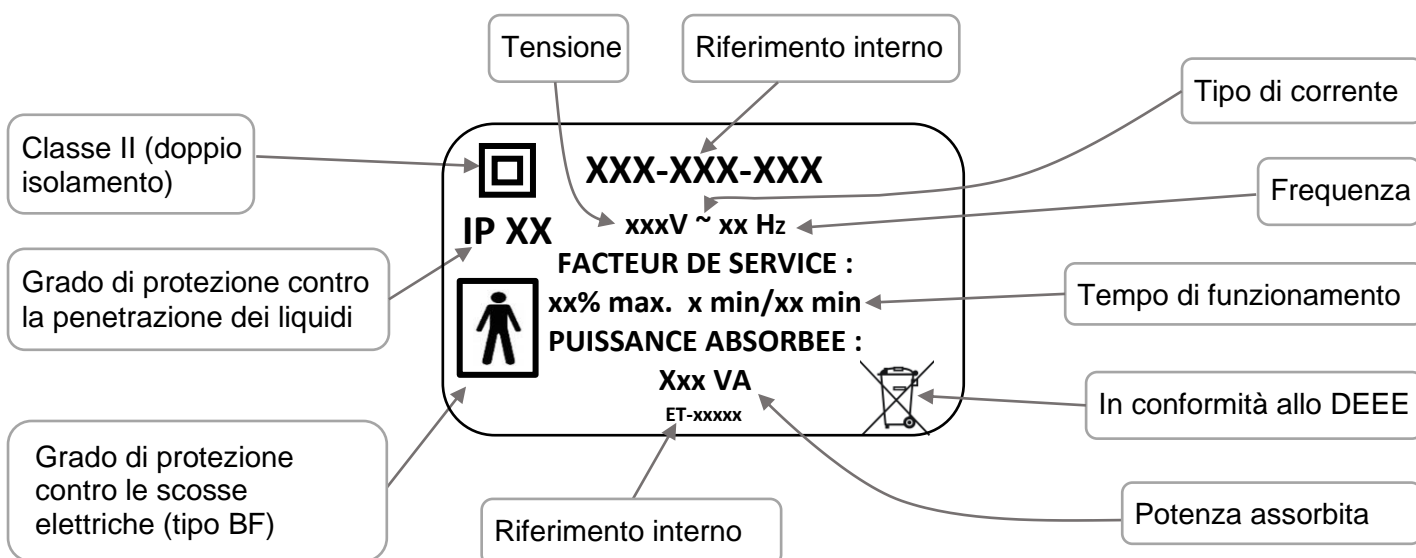 Tensione
Riferimento interno
Tipo di corrente
Classe II (doppio
isolamento)
XXX-XXX-XXX
Frequenza
IP XX
xxxV ~ xx Hz
FACTEUR DE SERVICE :
Grado di protezione contro
la penetrazione dei liquidi
xx% max. x min/xx min
Tempo di funzionamento
PUISSANCE ABSORBEE :
Xxx VA
In conformità allo DEEE
ET-xxxxx
Grado di protezione
contro le scosse
elettriche (tipo BF)
Riferimento interno
Potenza assorbita